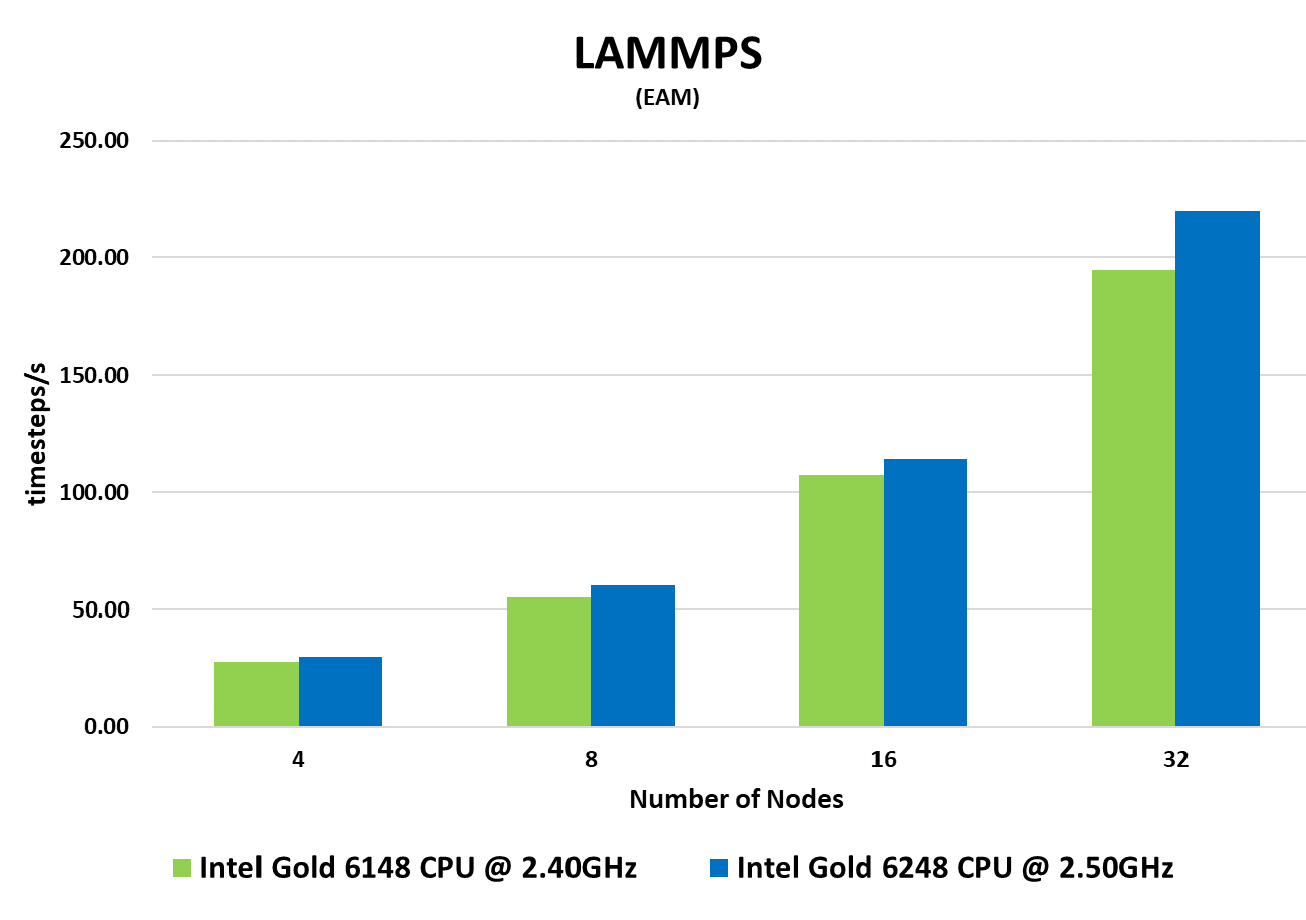 LAMMPS
(EAM)
250.00
200.00
150.00
100.00
50.00
0.00
timesteps/s
4 8 16 32
Number of Nodes
Intel Gold 6148 CPU @ 2.40GHz Intel Gold 6248 CPU @ 2.50GHz